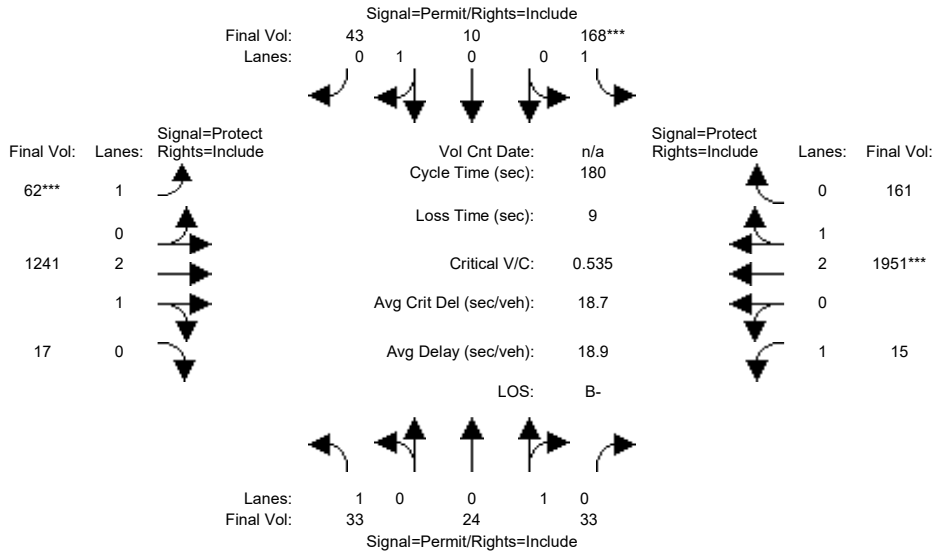 Signal=Permit/Rights=Include
Final Vol: 43 10 168***
Lanes: 0 1 0 0 1
Signal=Protect
Final Vol: Lanes: Rights=Include
Vol Cnt Date: n/a
Signal=Protect
Rights=Include Lanes: Final Vol:
Cycle Time (sec): 180
62*** 1
0 161
Loss Time (sec): 9
0
1
1241 2
Critical V/C: 0.535
2 1951***
1
Avg Crit Del (sec/veh): 18.7
0
17 0
Avg Delay (sec/veh): 18.9
1 15
LOS: B-
Lanes: 1 0 0 1 0
Final Vol: 33 24 33
Signal=Permit/Rights=Include